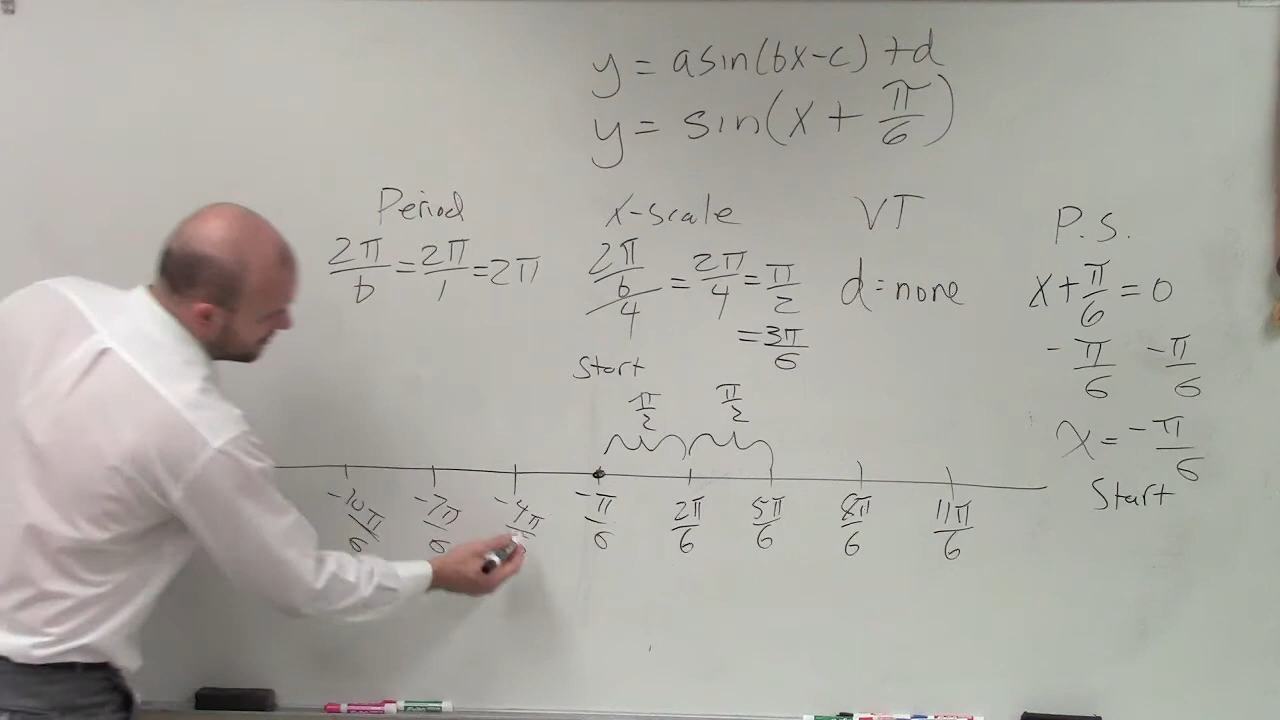 y = asin(bx-c) + d
y = sin(x + π/6)
Period
2π/b = 2π/1 = 2π
x-scale
2π/b/4 = 2π/4 = π/2
= 3π/6
VT
d = none
P.S.
x + π/6 = 0
-π/6 -π/6
x = -π/6
Start
Start
π/2 π/2
-10π/6 -7π/6 -4π/ -π/6 2π/6 5π/6 8π/6 11π/6